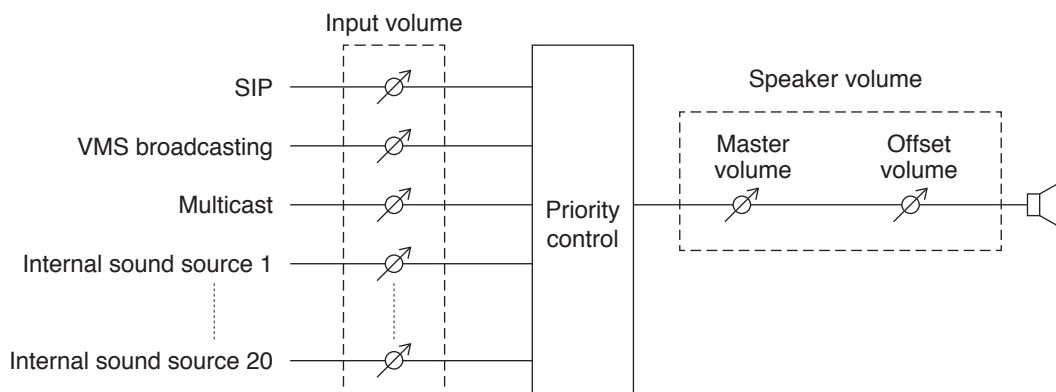 Input volume
SIP
VMS broadcasting
Multicast
Internal sound source 1
Internal sound source 20
Priority
control
Speaker volume
Master
volume
Offset
volume